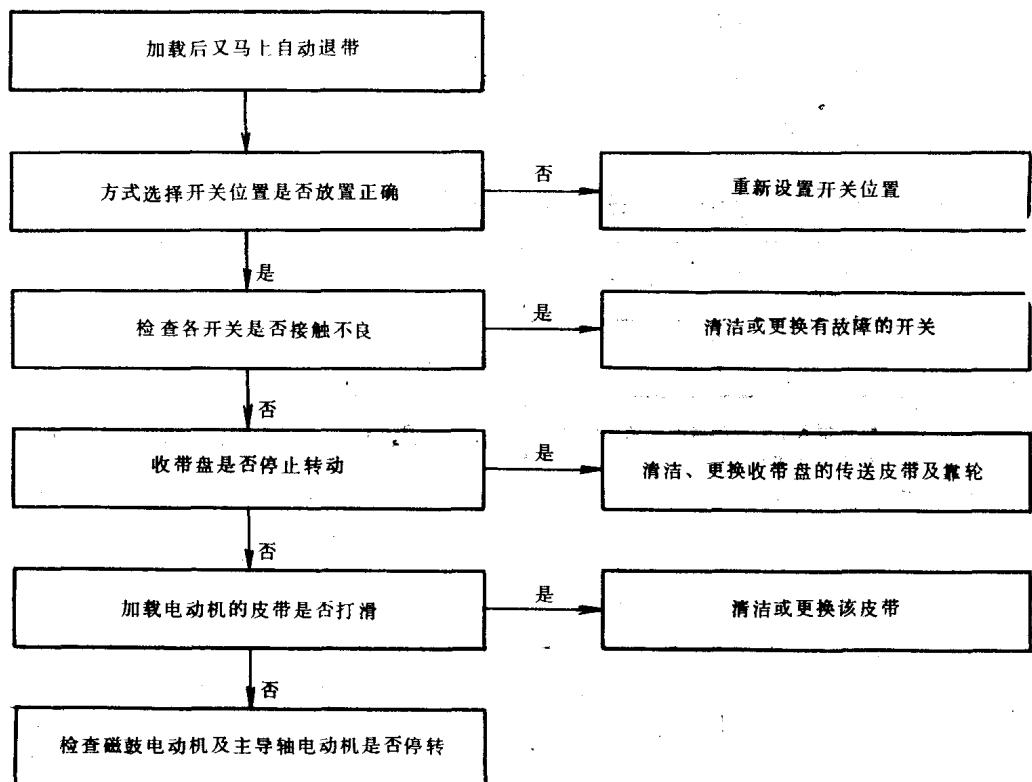 加载后又马上自动退带
方式选择开关位置是否放置正确
否
重新设置开关位置
是
检查各开关是否接触不良
是
清洁或更换有故障的开关
否
收带盘是否停止转动
是
清洁、更换收带盘的传送皮带及靠轮
否
加载电动机的皮带是否打滑
是
清洁或更换该皮带
否
检查磁鼓电动机及主导轴电动机是否停转